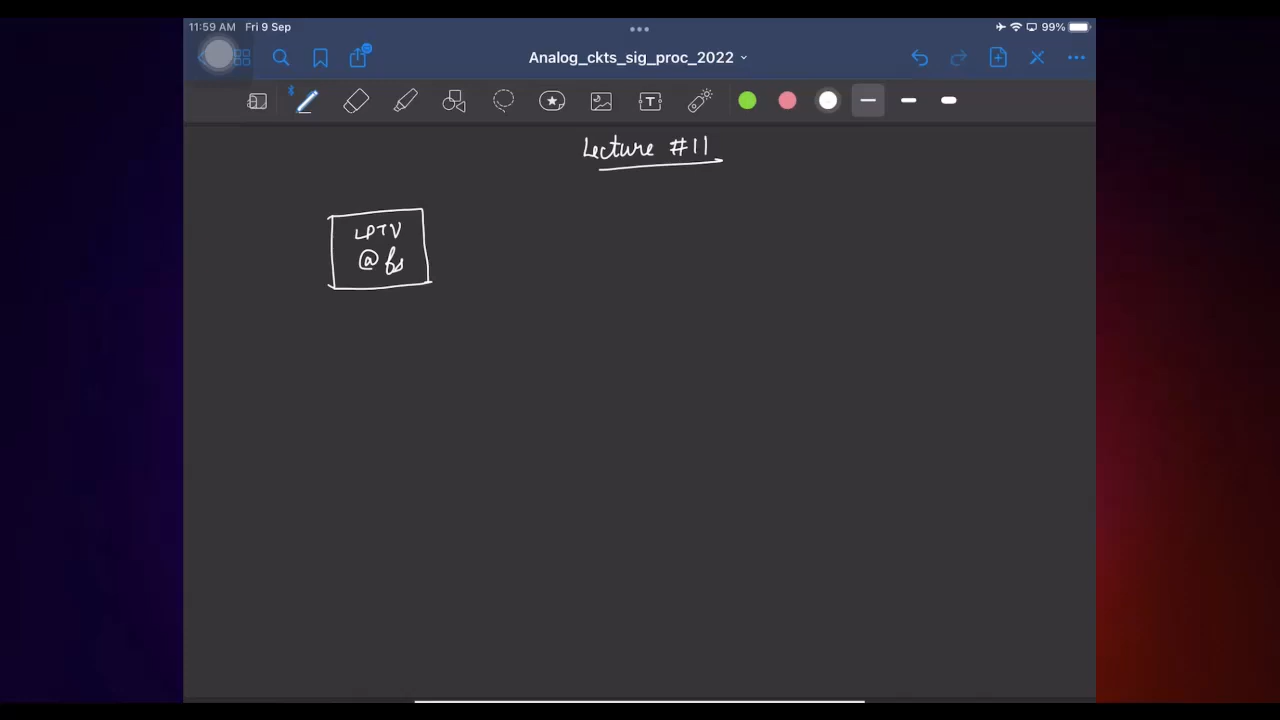 11:59 AM Fri 9 Sep
99%
Analog_ckts_sig_proc_2022
T
Lecture #11
LPTV
@ fs